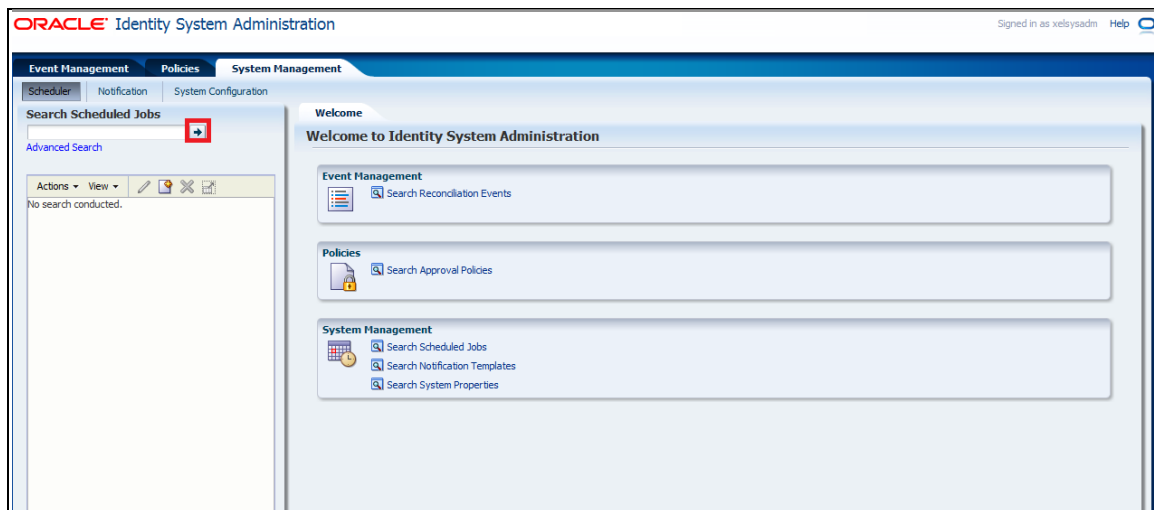 ORACLE Identity System Administration
Signed in as xelsysadm Help
Event Management Policies System Management
Scheduler Notification System Configuration
Search Scheduled Jobs
Advanced Search
Actions View
No search conducted.
Welcome
Welcome to Identity System Administration
Event Management
Search Reconciliation Events
Policies
Search Approval Policies
System Management
Search Scheduled Jobs
Search Notification Templates
Search System Properties